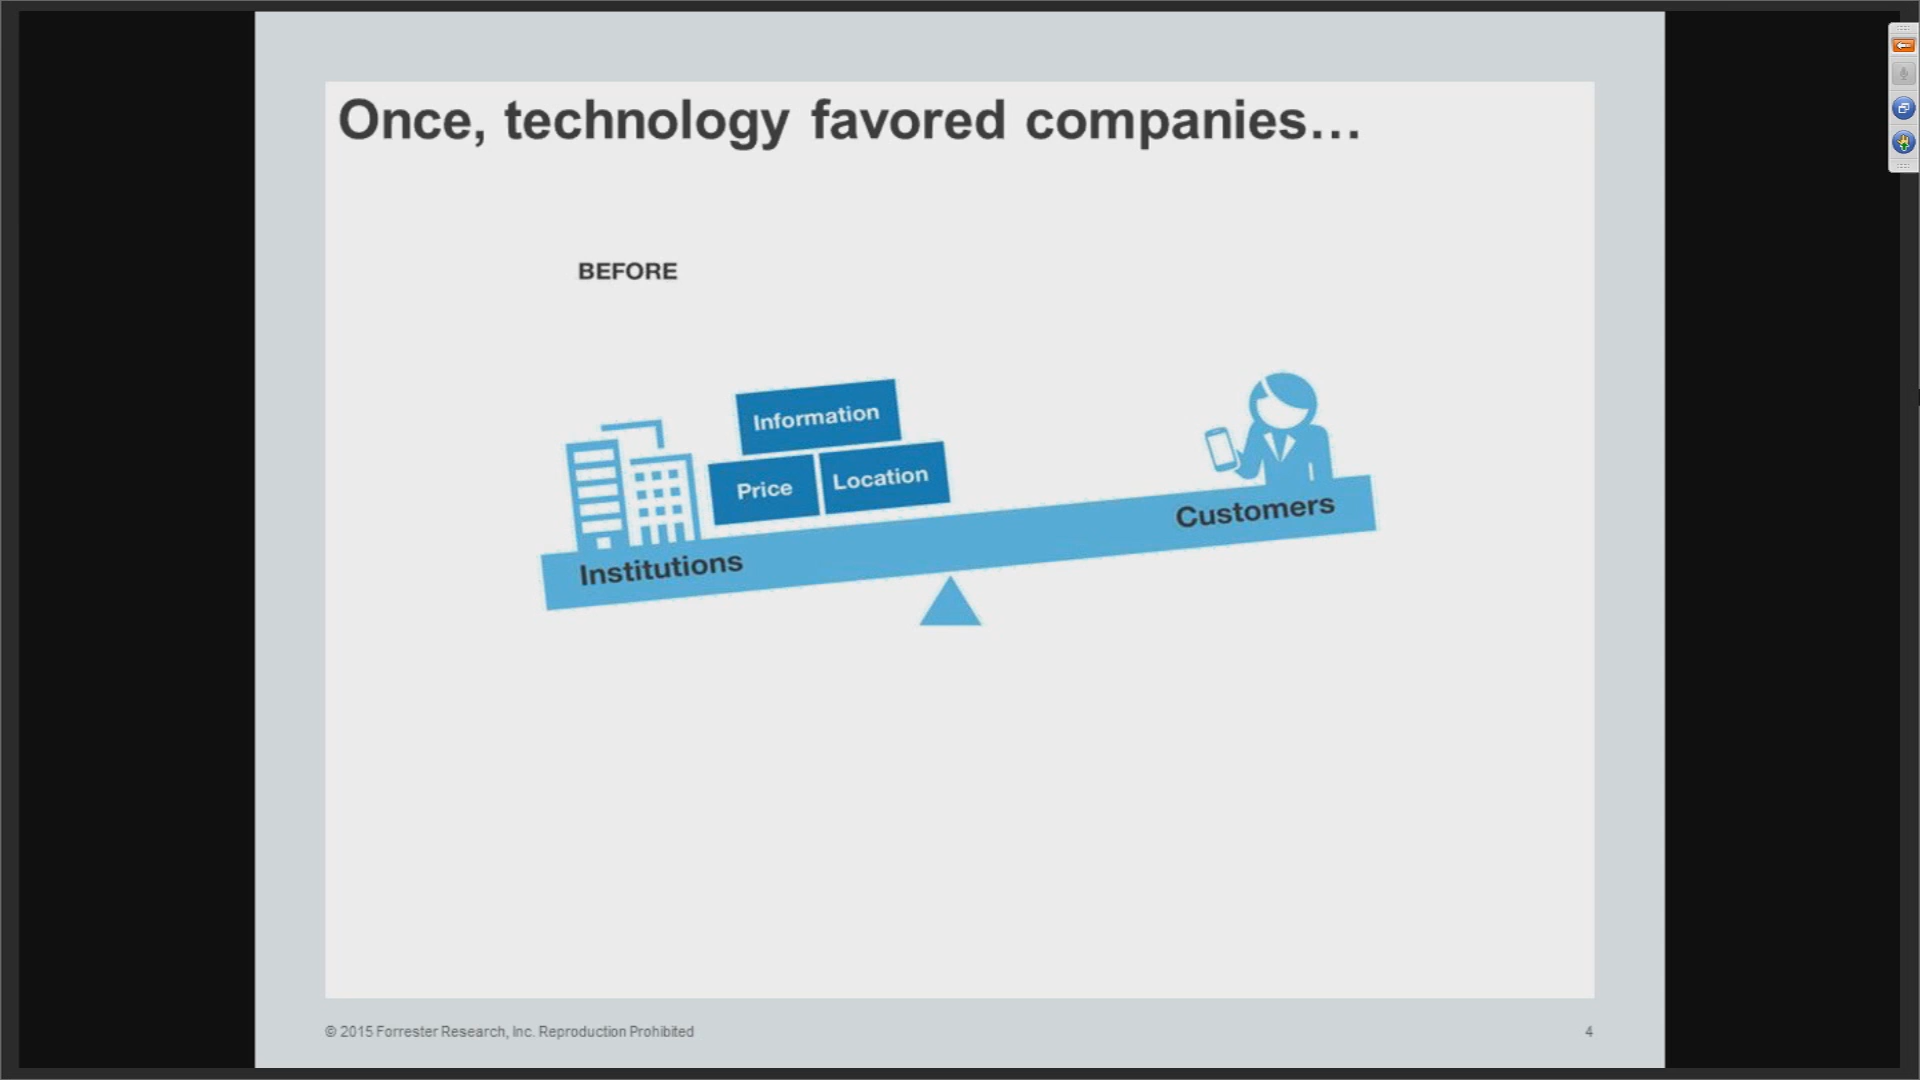 Once, technology favored companies…
BEFORE
Information
Price
Location
Customers
Institutions
© 2015 Forrester Research, Inc. Reproduction Prohibited
4